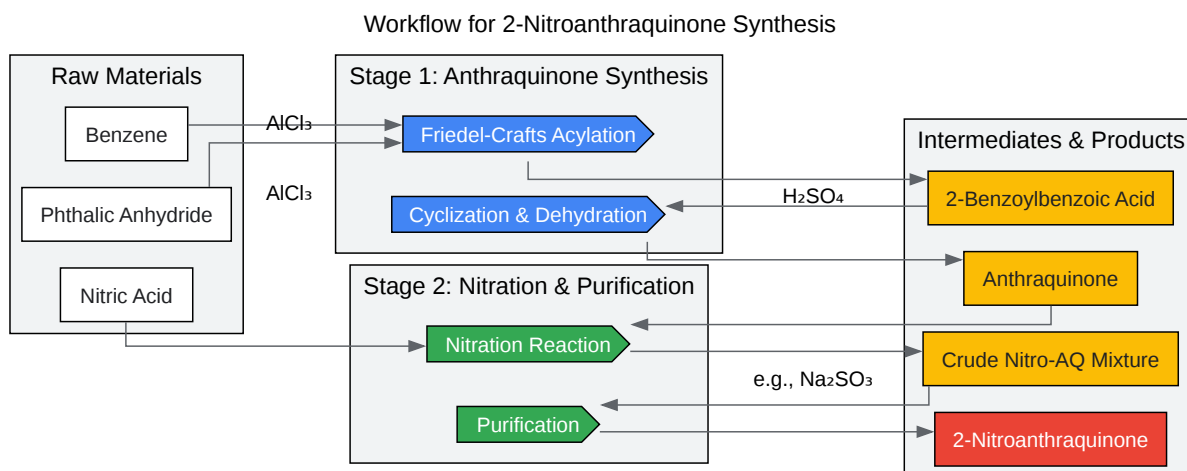 Workflow for 2-Nitroanthraquinone Synthesis
Raw Materials
Benzene
Phthalic Anhydride
Nitric Acid
AlCl₃
AlCl₃
Stage 1: Anthraquinone Synthesis
Friedel-Crafts Acylation
Cyclization & Dehydration
Stage 2: Nitration & Purification
Nitration Reaction
Purification
H₂SO₄
e.g., Na₂SO₃
Intermediates & Products
2-Benzoylbenzoic Acid
Anthraquinone
Crude Nitro-AQ Mixture
2-Nitroanthraquinone